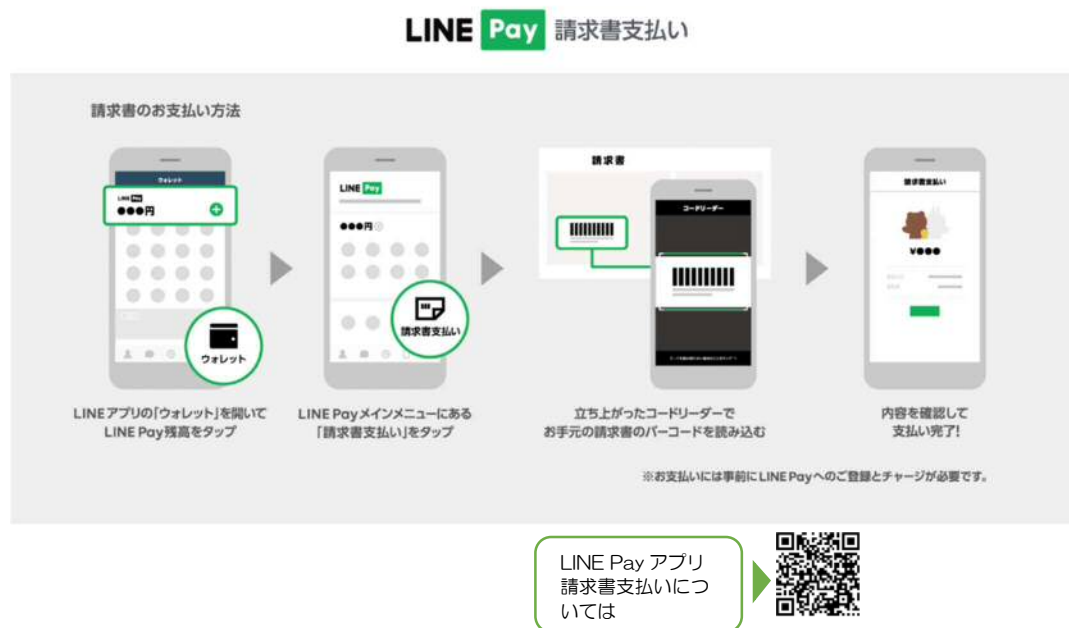 LINE Pay 請求書支払い
請求書のお支払い方法
ウォレット
LINE Pay
●●●円
ウォレット
LINE Pay
●●●円
請求書支払い
請求書
コードリーダー
請求書支払い
¥●●●
LINEアプリの「ウォレット」を開いて
LINE Pay残高をタップ
LINE Payメインメニューにある
「請求書支払い」をタップ
立ち上がったコードリーダーで
お手元の請求書のバーコードを読み込む
内容を確認して
支払い完了!
※お支払いには事前にLINE Payへのご登録とチャージが必要です。
LINE Pay アプリ
請求書支払いにつ
いては